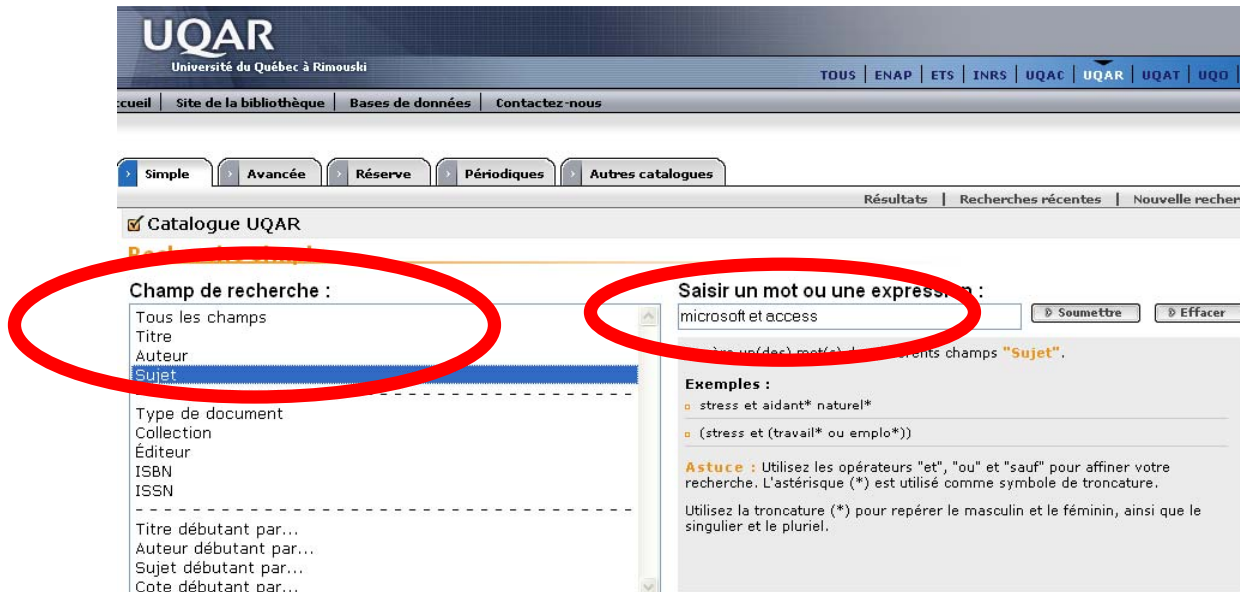 UQAR
Université du Québec à Rimouski
TOUS | ENAP | ETS | INRS | UQAC | UQAR | UQAT | UQO |
ccueil | Site de la bibliothèque | Bases de données | Contactez-nous
Simple Avancée Réserve Périodiques Autres catalogues
Résultats | Recherches récentes | Nouvelle recher
Catalogue UQAR
Champ de recherche :
Tous les champs
Titre
Auteur
Sujet
Type de document
Collection
Éditeur
ISBN
ISSN
Titre débutant par...
Auteur débutant par...
Sujet débutant par...
Cote débutant par...
Saisir un mot ou une expression :
microsoft et access
Soumettre Effacer
un(des) mot(s) champs "Sujet".
Exemples :
stress et aidant* naturel*
(stress et (travail* ou emplo*))
Astuce : Utilisez les opérateurs "et", "ou" et "sauf" pour affiner votre
recherche. L'astérisque (*) est utilisé comme symbole de troncature.
Utilisez la troncature (*) pour repérer le masculin et le féminin, ainsi que le
singulier et le pluriel.